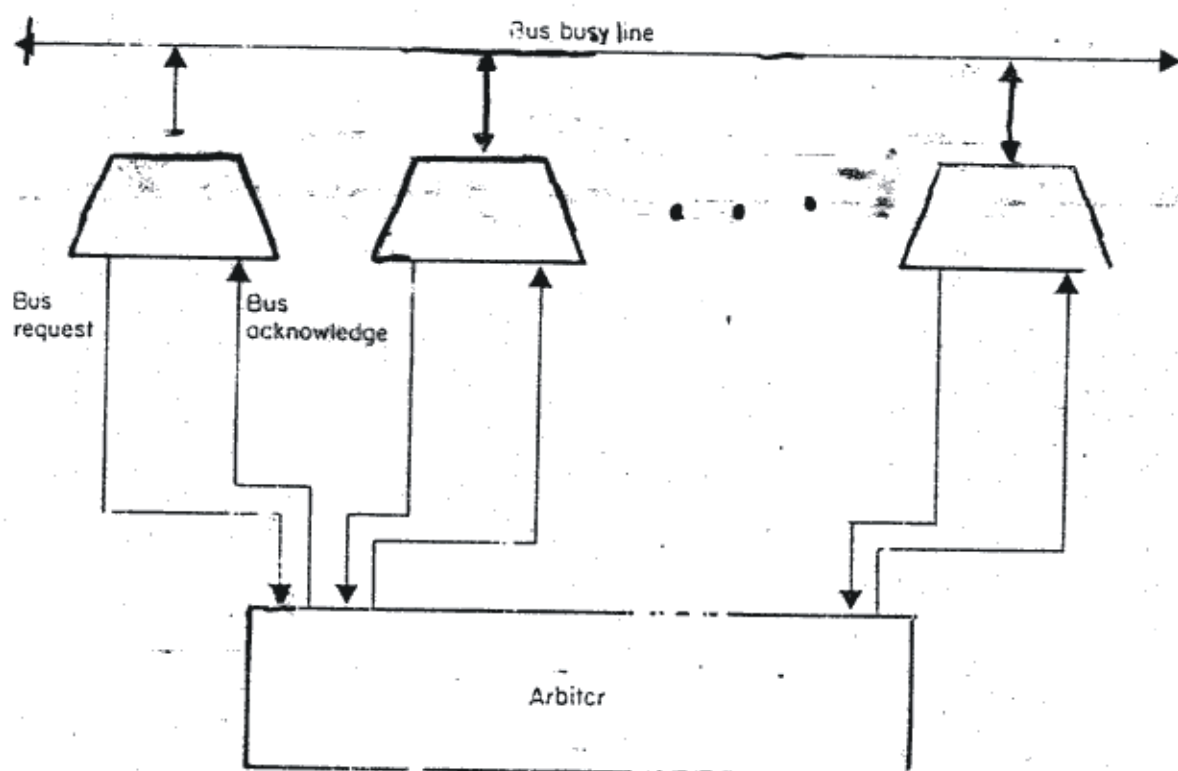 Bus busy line
Bus
request
Bus
acknowledge
Arbiter